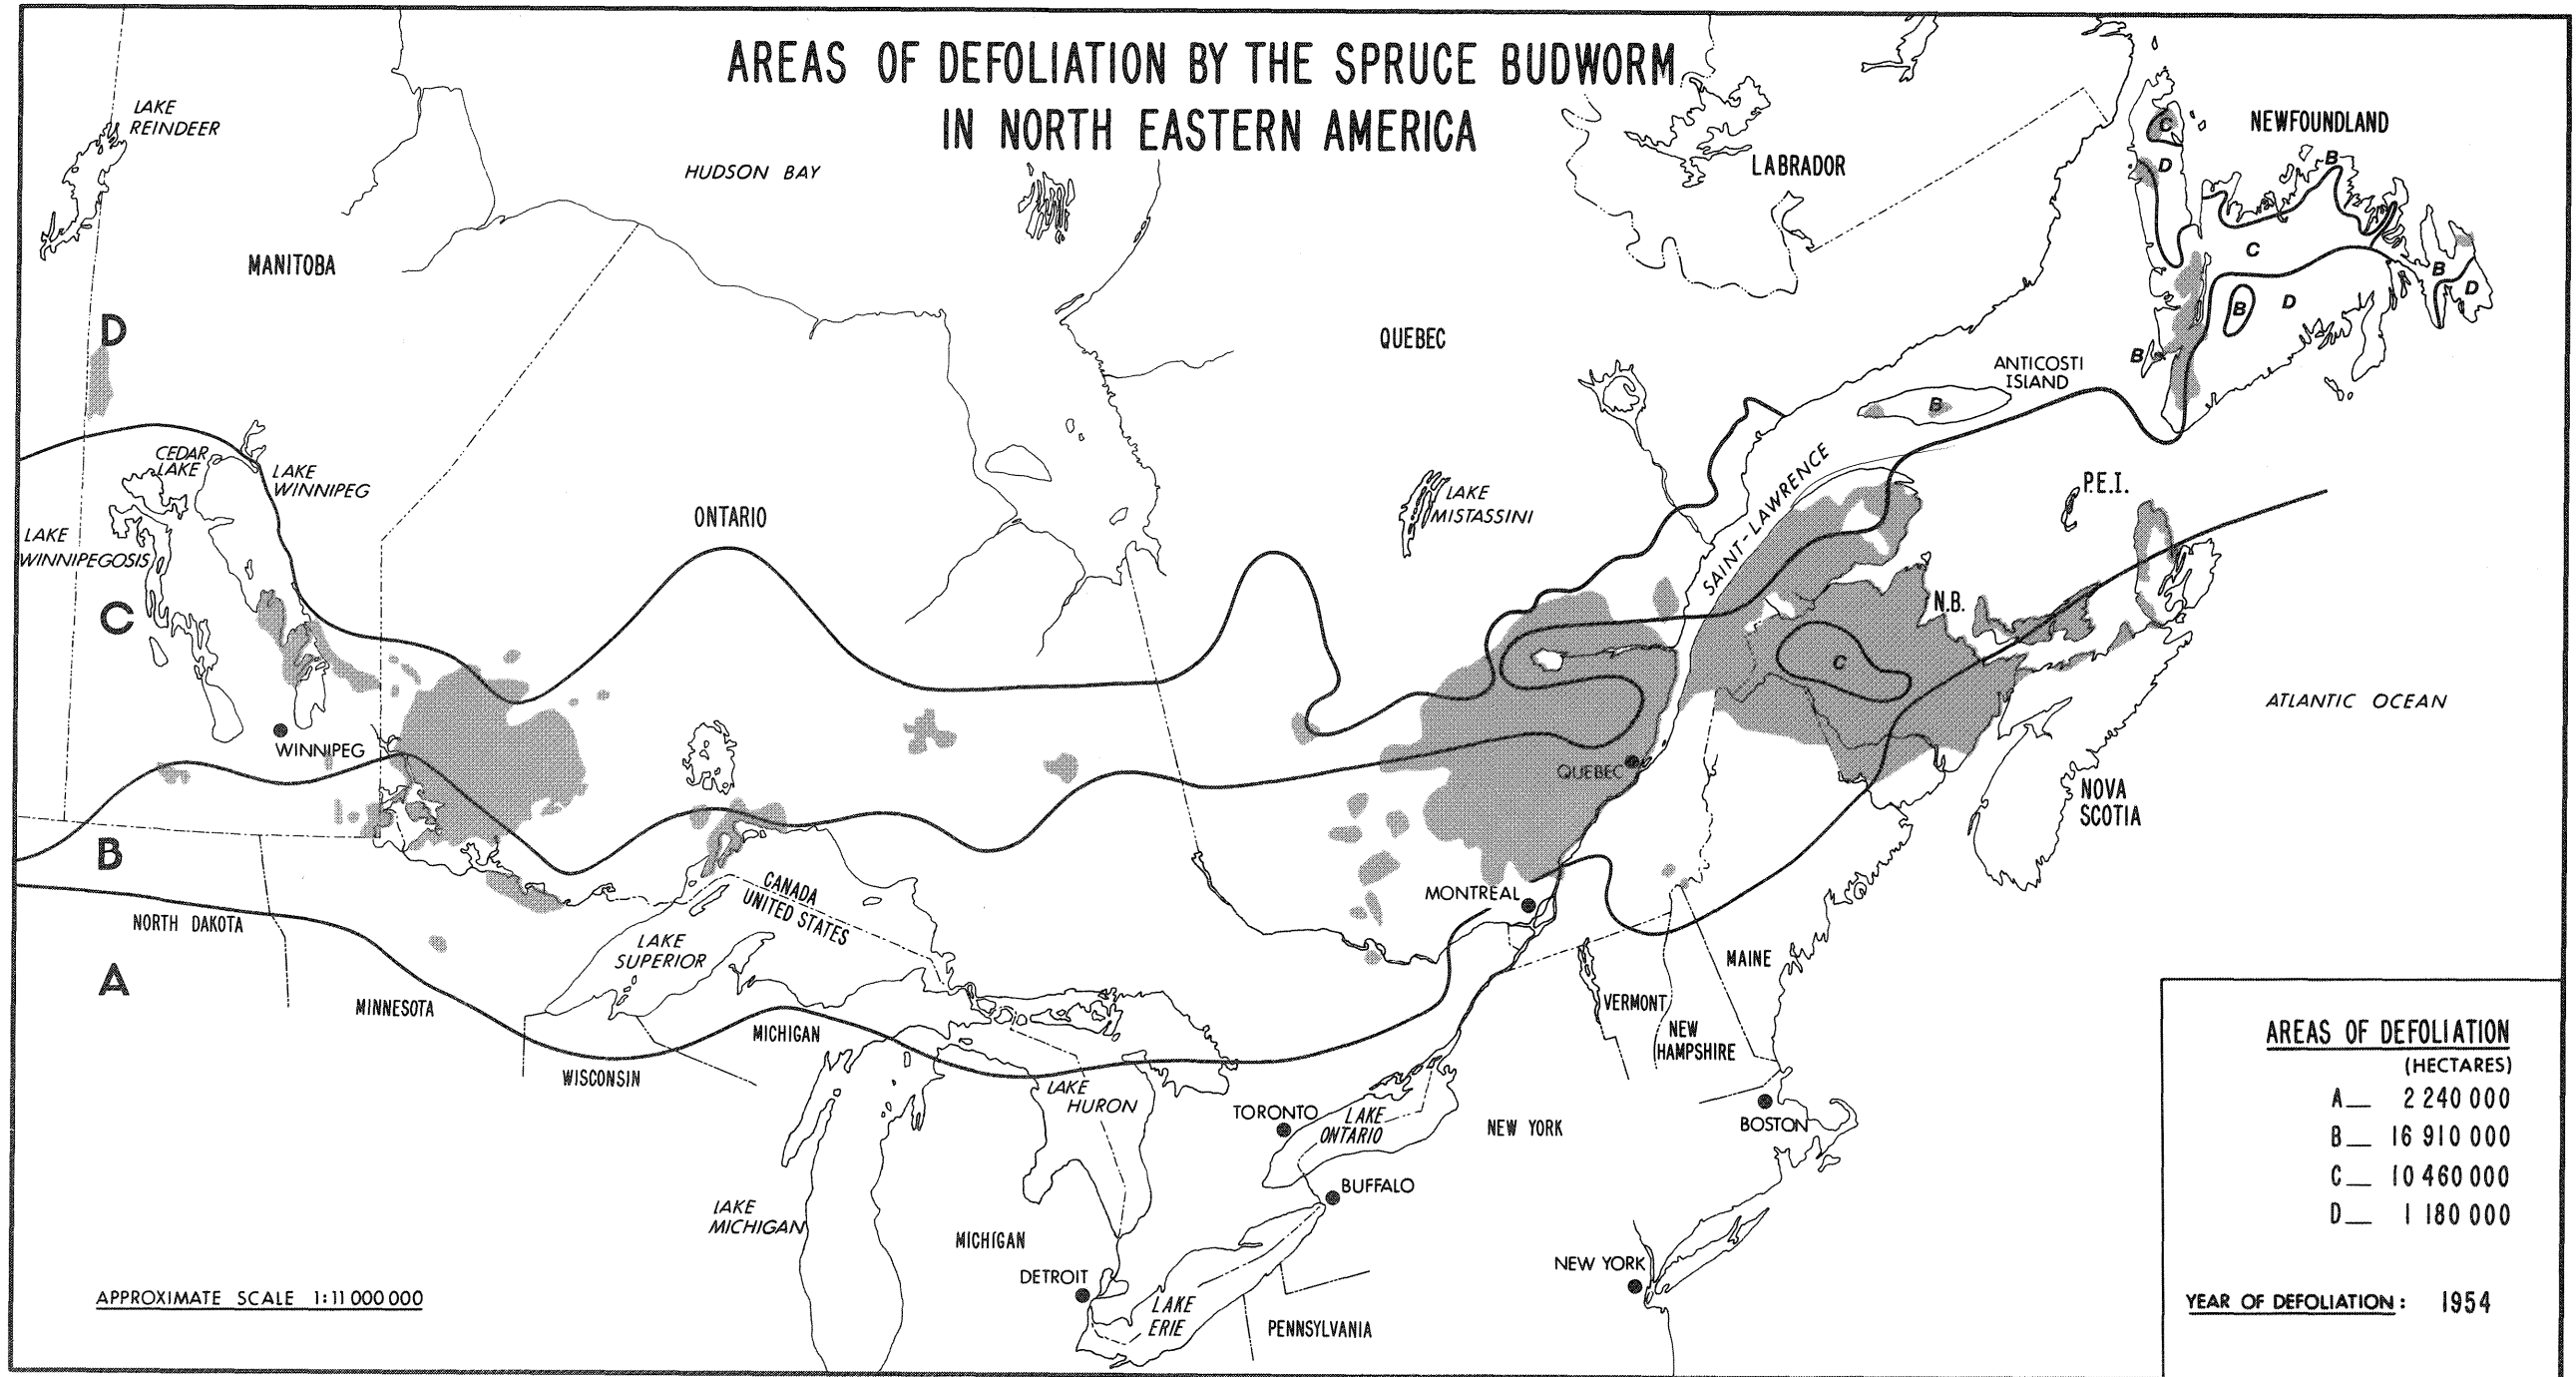 AREAS OF DEFOLIATION BY THE SPRUCE BUDWORM
IN NORTH EASTERN AMERICA
LAKE
REINDEER
HUDSON BAY
MANITOBA
LABRADOR
NEWFOUNDLAND
C
D
B
C
B
D
B
D
B
D
QUEBEC
ANTICOSTI
ISLAND
B
CEDAR
LAKE
LAKE
WINNIPEG
LAKE
WINNIPEGOSIS
ONTARIO
LAKE
MISTASSINI
SAINT-LAWRENCE
P.E.I.
N.B.
C
C
ATLANTIC OCEAN
WINNIPEG
QUEBEC
NOVA
SCOTIA
B
MONTREAL
CANADA
UNITED STATES
NORTH DAKOTA
LAKE
SUPERIOR
A
MINNESOTA
MICHIGAN
WISCONSIN
MAINE
VERMONT
NEW
HAMPSHIRE
LAKE
HURON
TORONTO
LAKE
ONTARIO
NEW YORK
BOSTON
BUFFALO
LAKE
MICHIGAN
MICHIGAN
DETROIT
LAKE
ERIE
PENNSYLVANIA
NEW YORK
APPROXIMATE SCALE 1:11 000 000
AREAS OF DEFOLIATION
(HECTARES)
A__ 2 240 000
B__ 16 910 000
C__ 10 460 000
D__ 1 180 000
YEAR OF DEFOLIATION: 1954